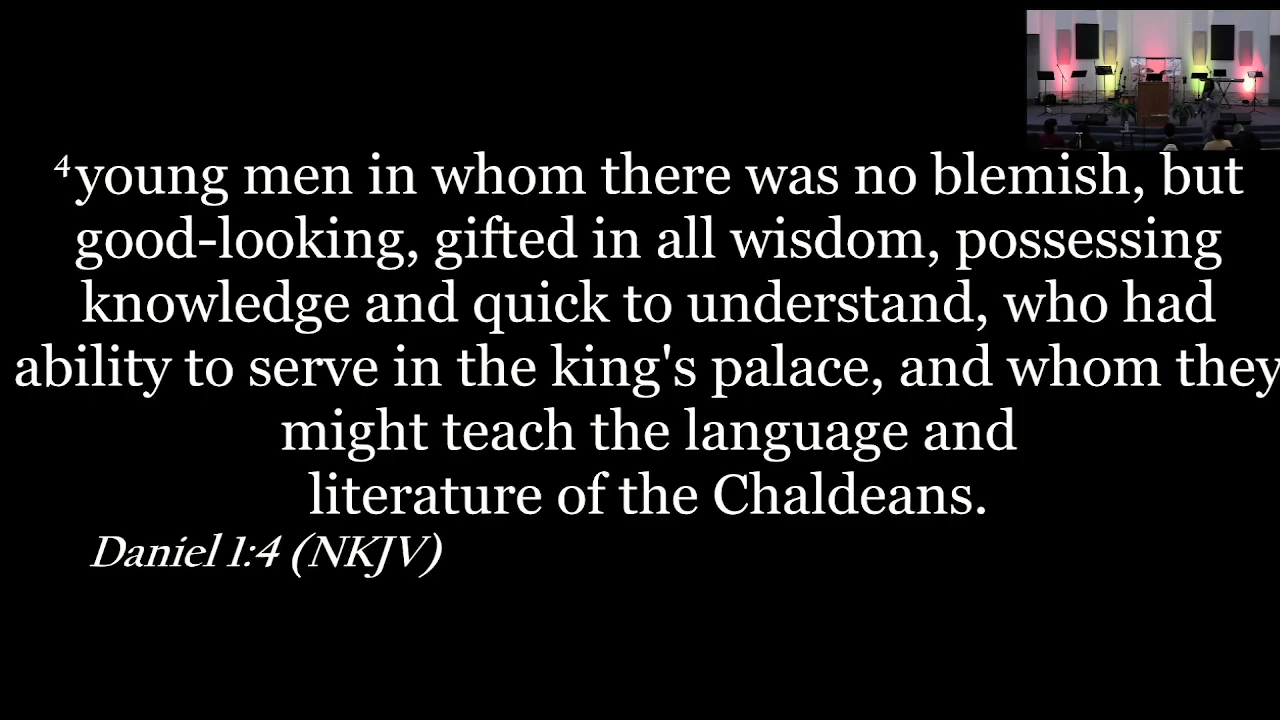 ⁴young men in whom there was no blemish, but
good-looking, gifted in all wisdom, possessing
knowledge and quick to understand, who had
ability to serve in the king's palace, and whom they
might teach the language and
literature of the Chaldeans.
Daniel 1:4 (NKJV)